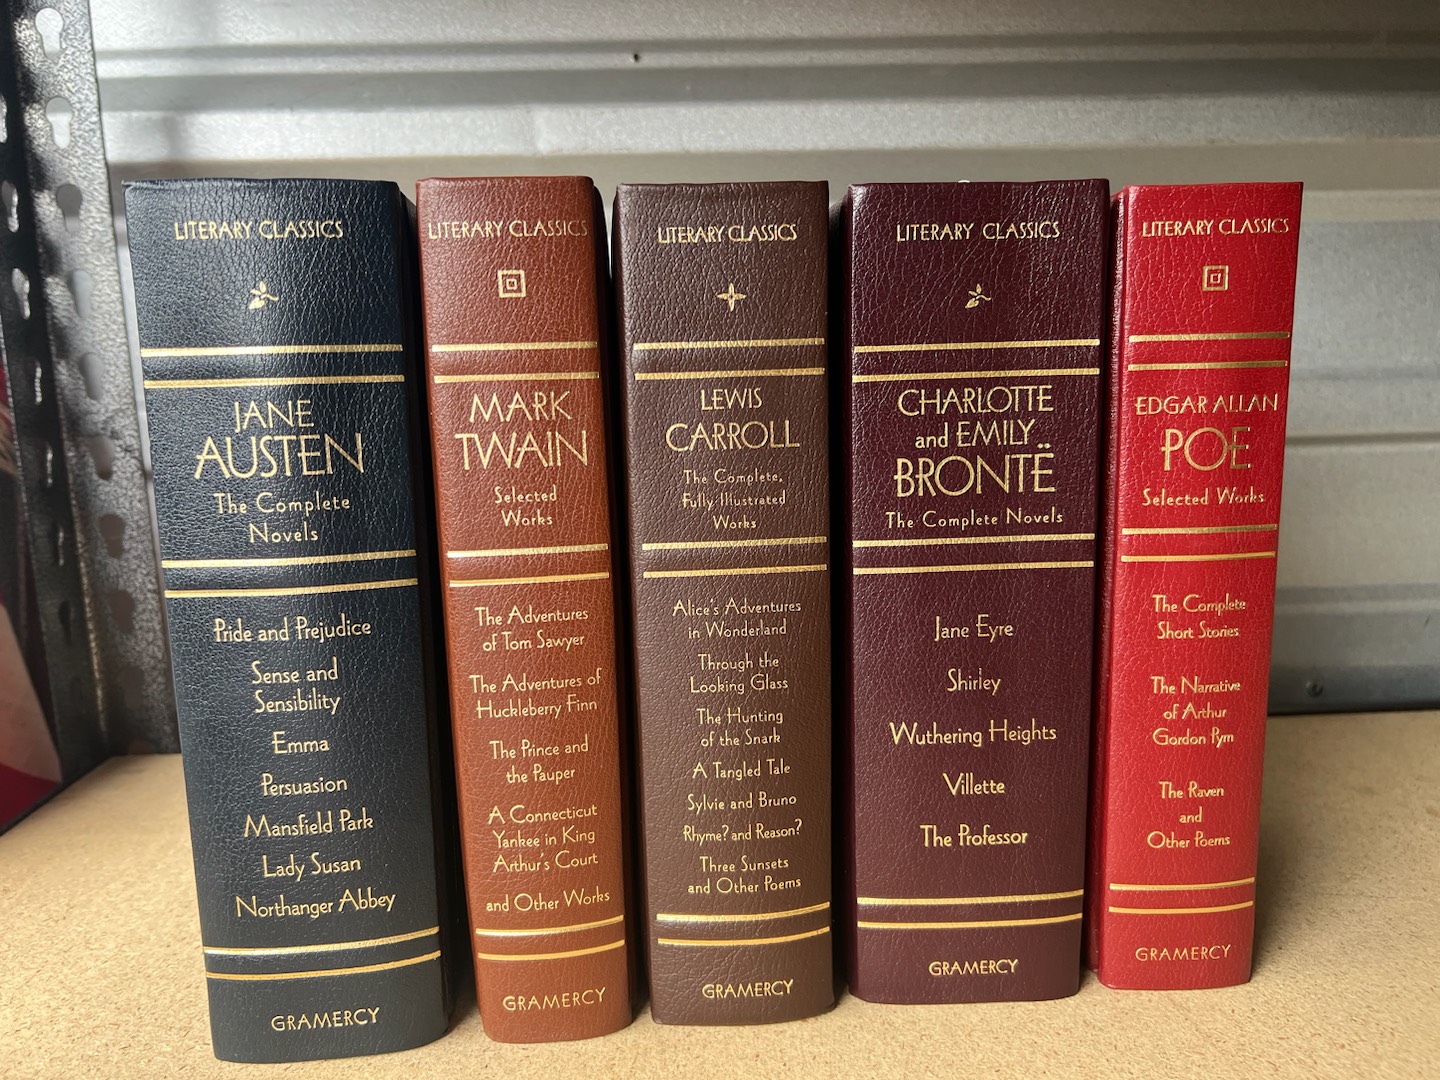 LITERARY CLASSICS
JANE
AUSTEN
The Complete
Novels
Pride and Prejudice
Sense and
Sensibility
Emma
Persuasion
Mansfield Park
Lady Susan
Northanger Abbey
GRAMERCY
LITERARY CLASSICS
MARK
TWAIN
Selected
Works
The Adventures
of Tom Sawyer
The Adventures of
Huckleberry Finn
The Prince and
the Pauper
A Connecticut
Yankee in King
Arthur's Court
and Other Works
GRAMERCY
LITERARY CLASSICS
LEWIS
CARROLL
The Complete,
Fully Illustrated
Works
Alice's Adventures
in Wonderland
Through the
Looking Glass
The Hunting
of the Snark
A Tangled Tale
Sylvie and Bruno
Rhyme? and Reason?
Three Sunsets
and Other Poems
GRAMERCY
LITERARY CLASSICS
CHARLOTTE
and EMILY
BRONTË
The Complete Novels
Jane Eyre
Shirley
Wuthering Heights
Villette
The Professor
GRAMERCY
LITERARY CLASSICS
EDGAR ALLAN
POE
Selected Works
The Complete
Short Stories
The Narrative
of Arthur
Gordon Pym
The Raven
and
Other Poems
GRAMERCY